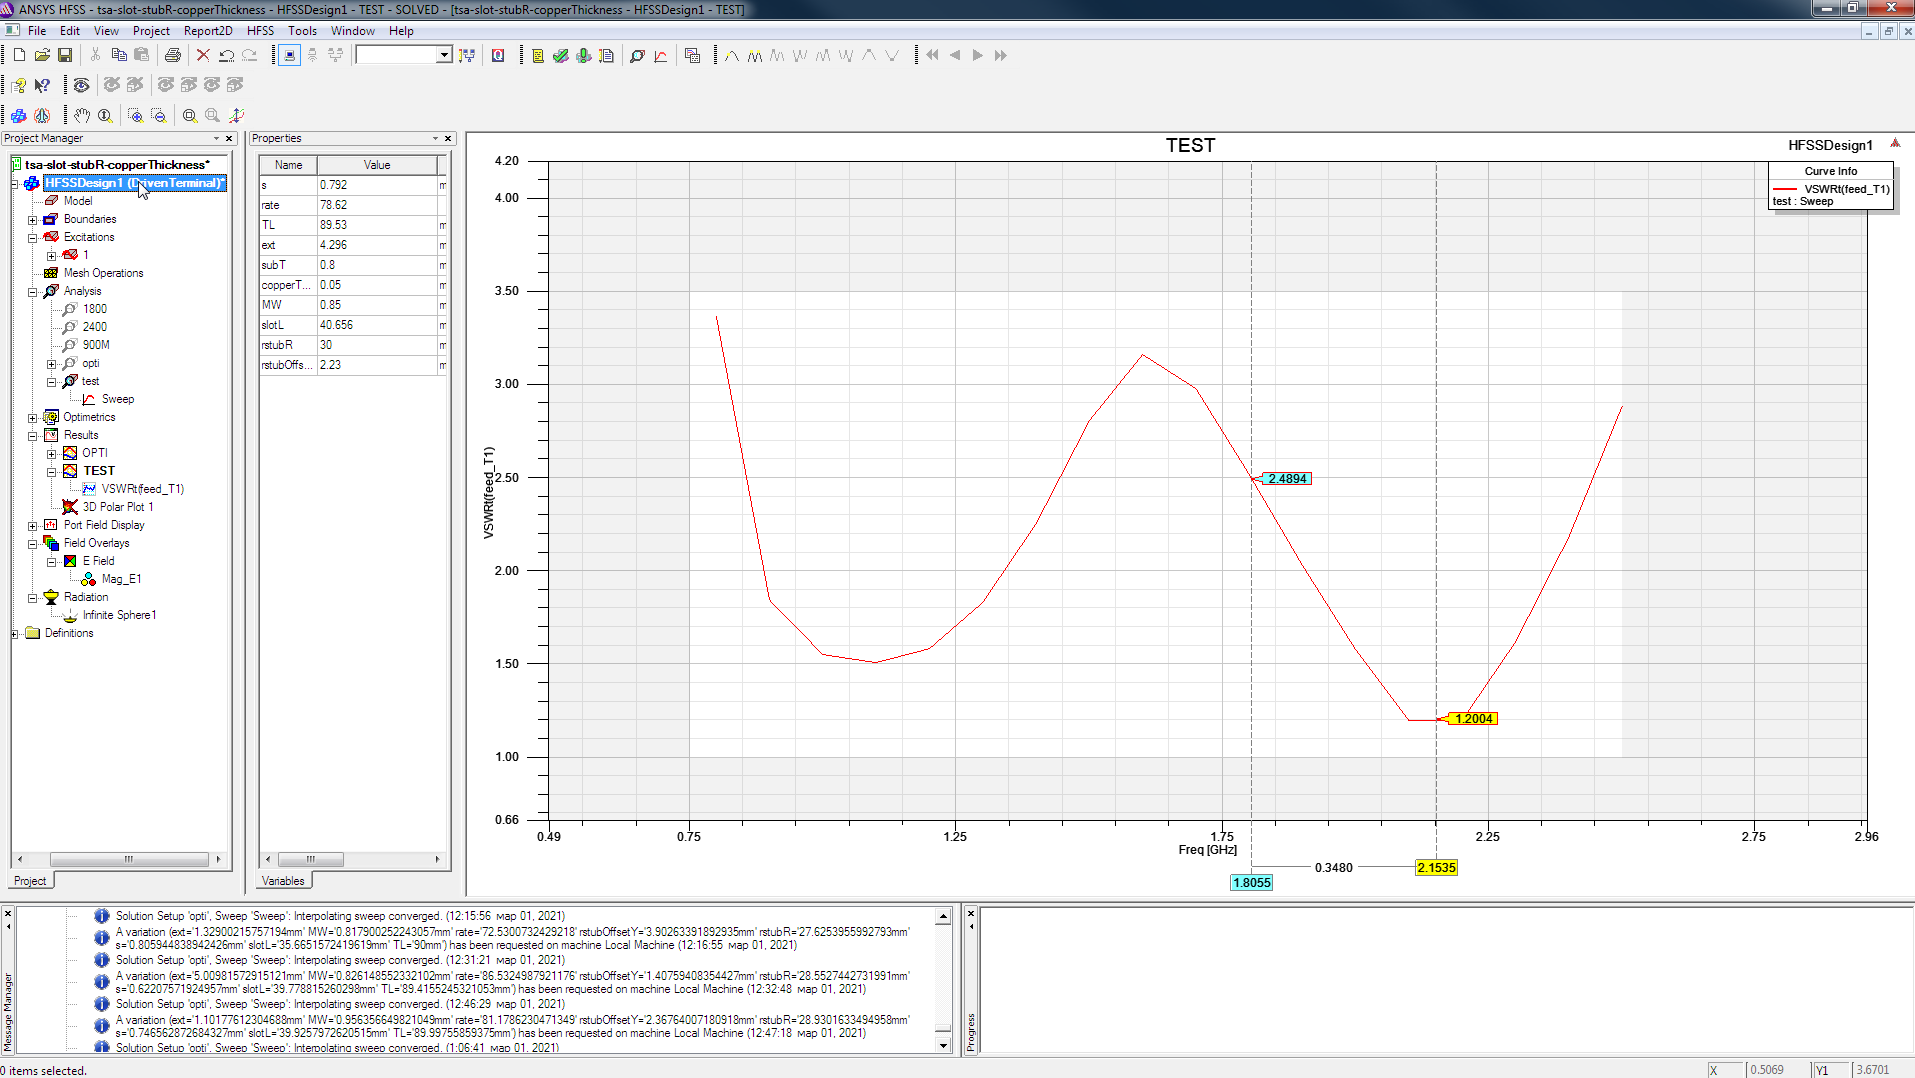 ANSYS HFSS - tsa-slot-stubR-copperThickness - HFSSDesign1 - TEST - SOLVED - [tsa-slot-stubR-copperThickness - HFSSDesign1 - TEST]
File Edit View Project Report2D HFSS Tools Window Help
Project Manager
tsa-slot-stubR-copperThickness*
HFSSDesign1 (DrivenTerminal)*
Model
Boundaries
Excitations
1
Mesh Operations
Analysis
1800
2400
900M
opti
test
Sweep
Optimetrics
Results
OPTI
TEST
VSWRt(feed_T1)
3D Polar Plot 1
Port Field Display
Field Overlays
E Field
Mag_E1
Radiation
Infinite Sphere1
Definitions
Project
Properties
Name Value
s 0.792 m
rate 78.62
TL 89.53 m
ext 4.296 m
subT 0.8 m
copperT... 0.05 m
MW 0.85 m
slotL 40.656 m
rstubR 30 m
rstubOffs... 2.23 m
Variables
TEST
HFSSDesign1
Curve Info
VSWRt(feed_T1)
test : Sweep
4.20
4.00
3.50
3.00
2.50
2.00
1.50
1.00
0.66
VSWRt(feed_T1)
2.4894
1.2004
0.49 0.75 1.25 1.75 2.25 2.75 2.96
Freq [GHz]
0.3480
2.1535
1.8055
Message Manager
Solution Setup 'opti', Sweep 'Sweep': Interpolating sweep converged. (12:15:56 мар 01, 2021)
A variation (ext='1.32900215757194mm' MW='0.817900252243057mm' rate='72.5300732429218' rstubOffsetY='3.90263391892935mm' rstubR='27.6253955992793mm'
s='0.805944838942426mm' slotL='35.6651572419619mm' TL='90mm') has been requested on machine Local Machine (12:16:55 мар 01, 2021)
Solution Setup 'opti', Sweep 'Sweep': Interpolating sweep converged. (12:31:21 мар 01, 2021)
A variation (ext='5.00981572915121mm' MW='0.826148552332102mm' rate='86.5324987921176' rstubOffsetY='1.40759408354427mm' rstubR='28.5527442731991mm'
s='0.62207571924957mm' slotL='39.778815260298mm' TL='89.4155245321053mm') has been requested on machine Local Machine (12:32:48 мар 01, 2021)
Solution Setup 'opti', Sweep 'Sweep': Interpolating sweep converged. (12:46:29 мар 01, 2021)
A variation (ext='1.10177612304688mm' MW='0.956356649821049mm' rate='81.1786230471349' rstubOffsetY='2.36764007180918mm' rstubR='28.9301633494958mm'
s='0.746562872684327mm' slotL='39.9257972620515mm' TL='89.99755859375mm') has been requested on machine Local Machine (12:47:18 мар 01, 2021)
Solution Setup 'opti', Sweep 'Sweep': Interpolating sweep converged. (1:06:41 мар 01, 2021)
Progress
0 items selected.
X 0.5069 Y1 3.6701